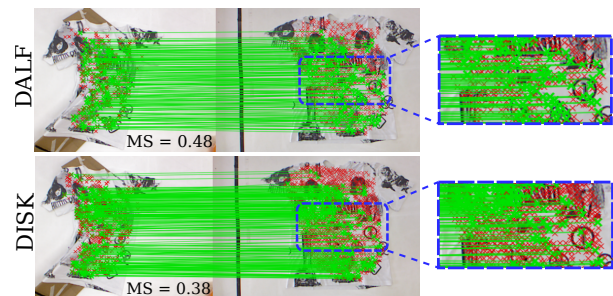 DALF
MS = 0.48
DISK
MS = 0.38